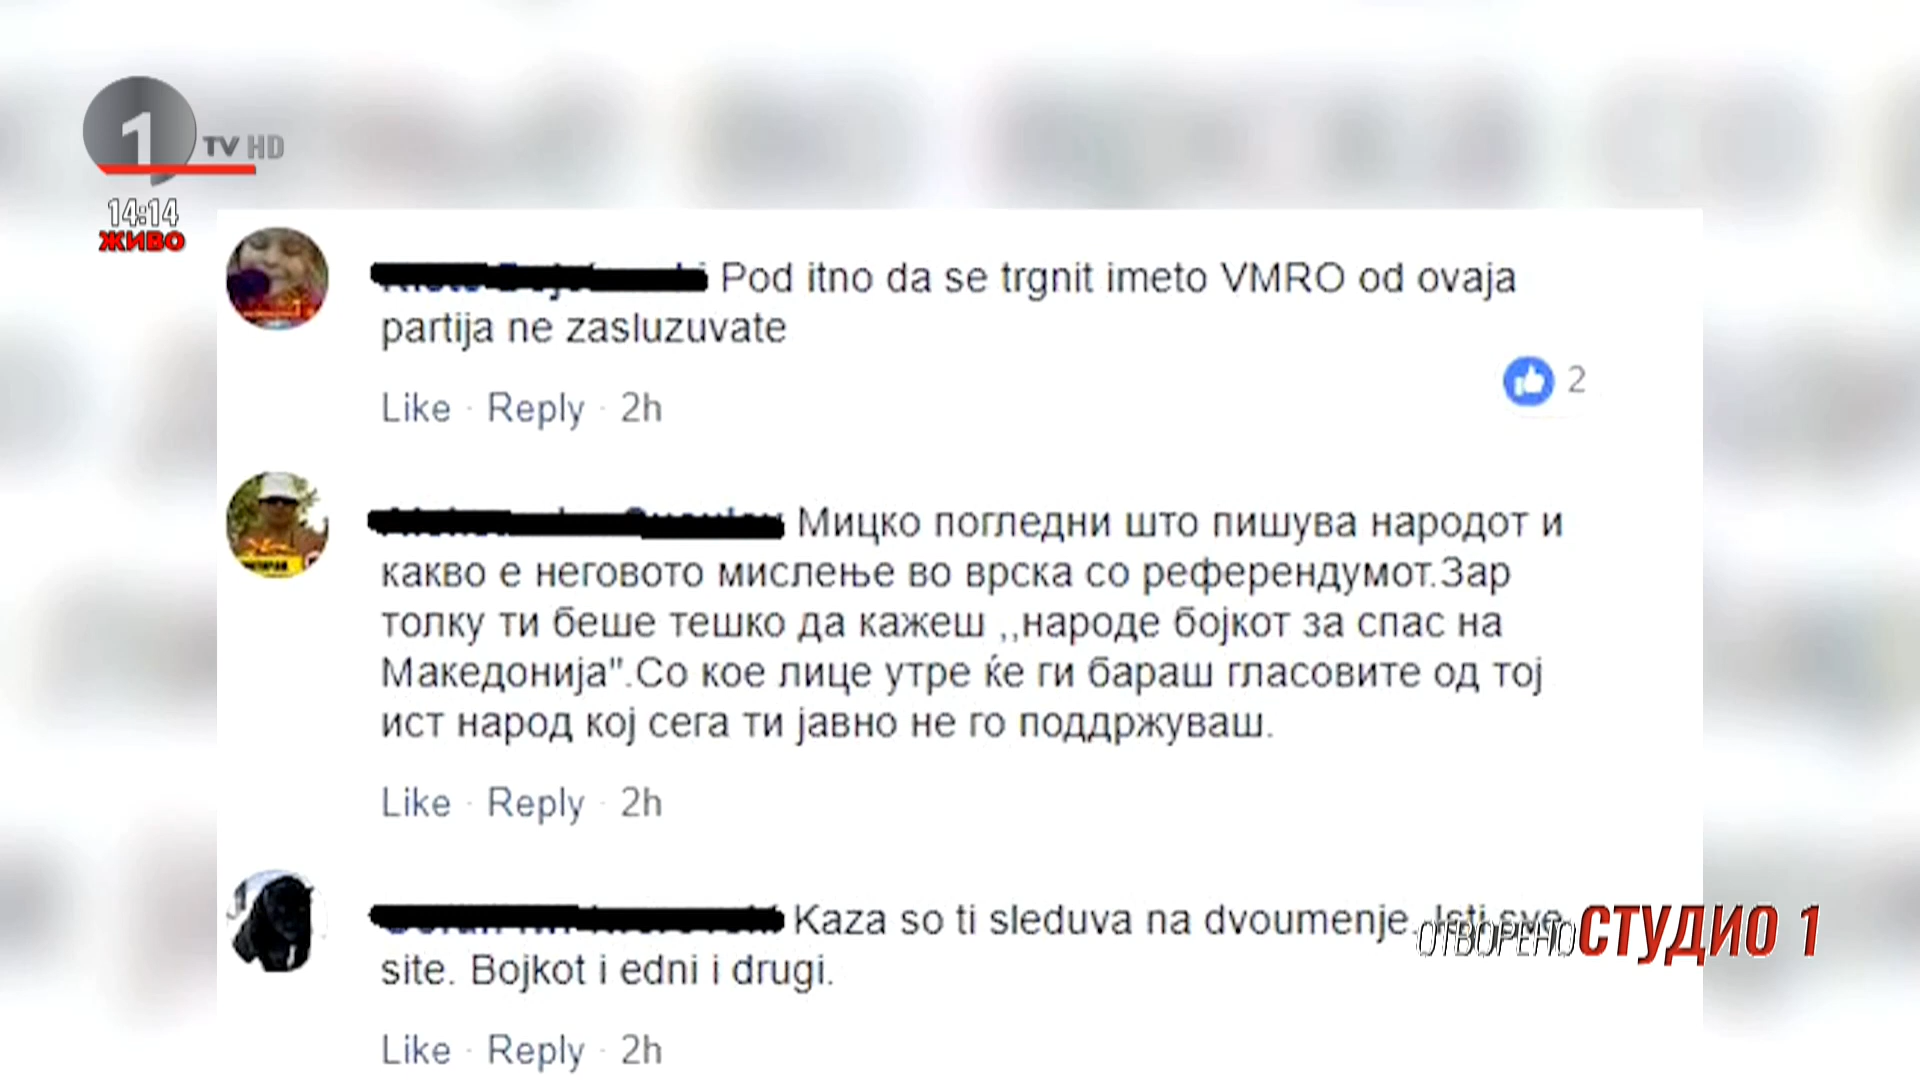 1 TV HD
14:14
ЖИВО
Pod itno da se trgnit imeto VMRO od ovaja
partija ne zasluzuvate
2
Like · Reply · 2h
Мицко погледни што пишува народот и
какво е неговото мислење во врска со референдумот.Зар
толку ти беше тешко да кажеш ,,народе бојкот за спас на
Македонија".Со кое лице утре ќе ги бараш гласовите од тој
ист народ кој сега ти јавно не го поддржуваш.
Like · Reply · 2h
Kaza so ti sleduva na dvoumenje. Isti sve
site. Bojkot i edni i drugi.
ОТВОРЕНО СТУДИО 1
Like · Reply · 2h